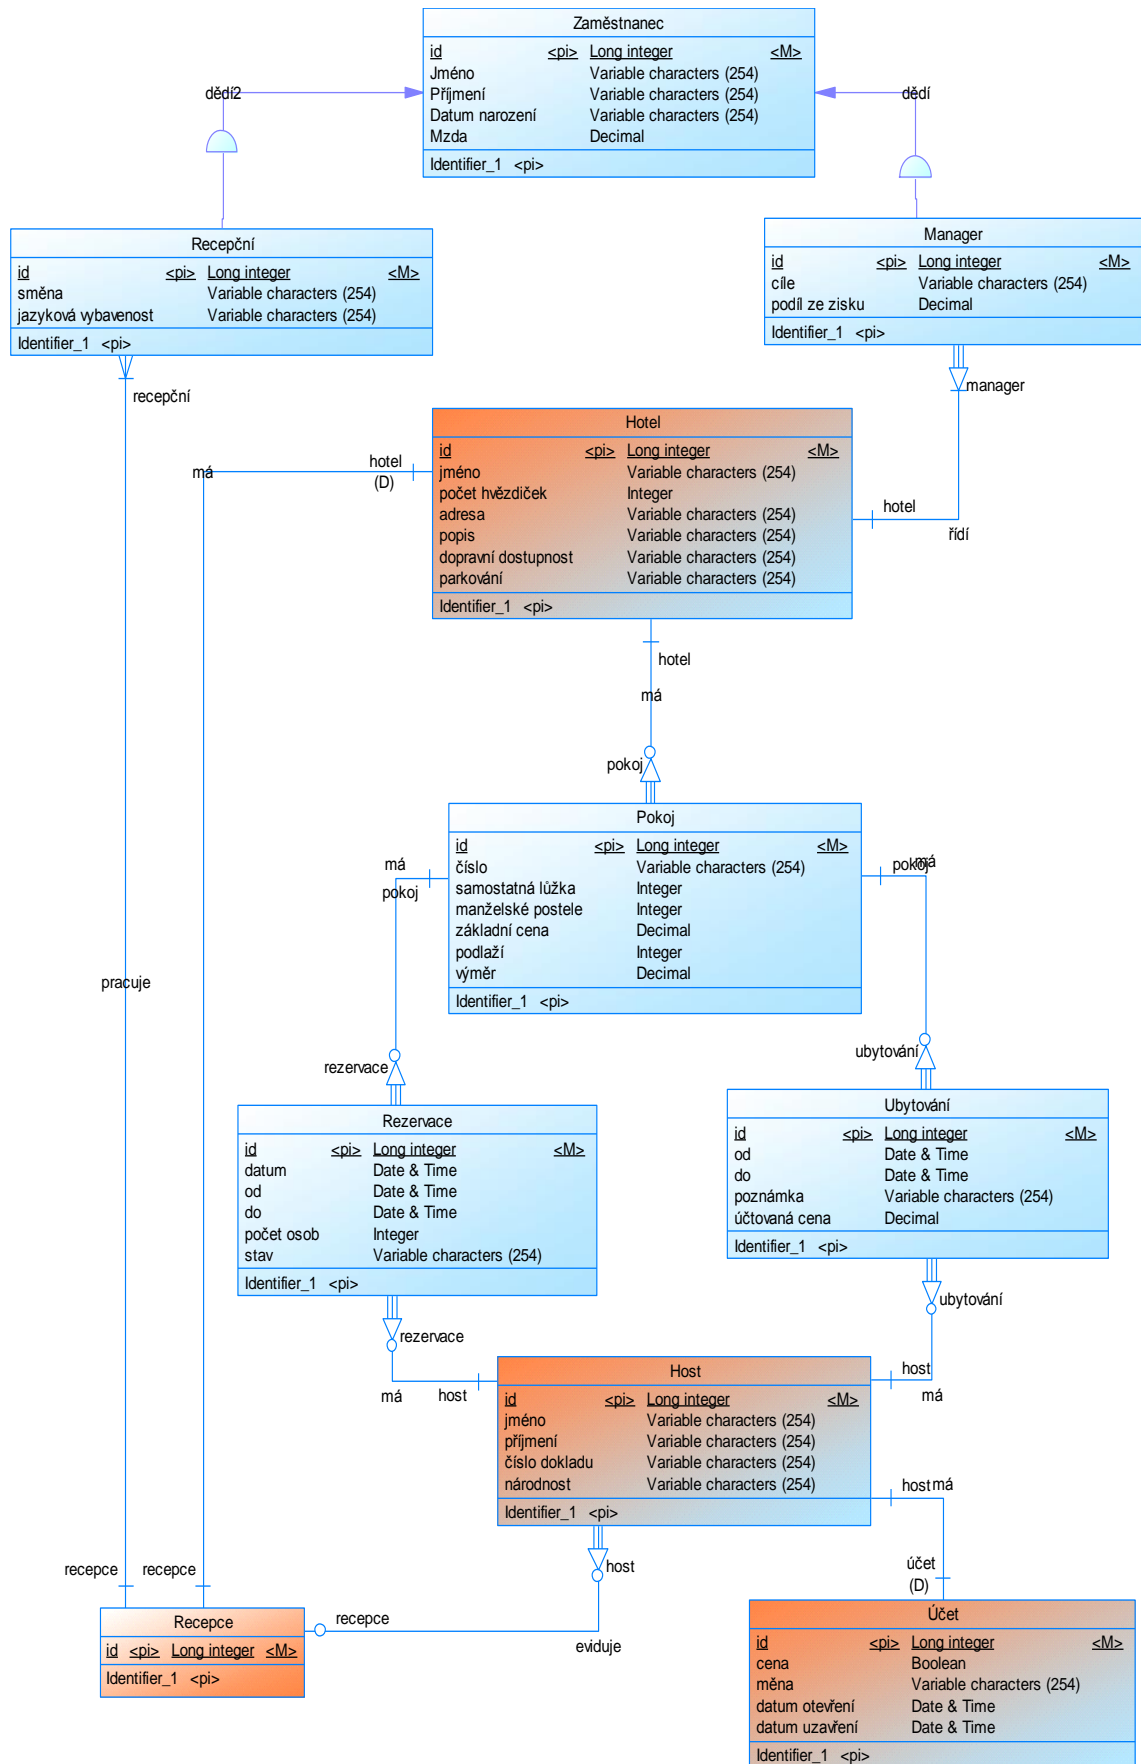 Zaměstnanec
id <pi> Long integer <M>
Jméno Variable characters (254)
Příjmení Variable characters (254)
Datum narození Variable characters (254)
Mzda Decimal
Identifier_1 <pi>
dědí2
dědí
Recepční
id <pi> Long integer <M>
směna Variable characters (254)
jazyková vybavenost Variable characters (254)
Identifier_1 <pi>
Manager
id <pi> Long integer <M>
cíle Variable characters (254)
podíl ze zisku Decimal
Identifier_1 <pi>
recepční
manager
Hotel
id <pi> Long integer <M>
jméno Variable characters (254)
počet hvězdiček Integer
adresa Variable characters (254)
popis Variable characters (254)
dopravní dostupnost Variable characters (254)
parkování Variable characters (254)
Identifier_1 <pi>
má
hotel
(D)
hotel
řídí
hotel
má
pokoj
Pokoj
id <pi> Long integer <M>
číslo Variable characters (254)
samostatná lůžka Integer
manželské postele Integer
základní cena Decimal
podlaží Integer
výměr Decimal
Identifier_1 <pi>
má
pokoj
pokoj
má
pracuje
rezervace
ubytování
Rezervace
id <pi> Long integer <M>
datum Date & Time
od Date & Time
do Date & Time
počet osob Integer
stav Variable characters (254)
Identifier_1 <pi>
Ubytování
id <pi> Long integer <M>
od Date & Time
do Date & Time
poznámka Variable characters (254)
účtovaná cena Decimal
Identifier_1 <pi>
rezervace
ubytování
má
host
host
má
Host
id <pi> Long integer <M>
jméno Variable characters (254)
příjmení Variable characters (254)
číslo dokladu Variable characters (254)
národnost Variable characters (254)
Identifier_1 <pi>
host
má
host
účet
(D)
recepce
recepce
recepce
eviduje
Recepce
id <pi> Long integer <M>
Identifier_1 <pi>
Účet
id <pi> Long integer <M>
cena Boolean
měna Variable characters (254)
datum otevření Date & Time
datum uzavření Date & Time
Identifier_1 <pi>